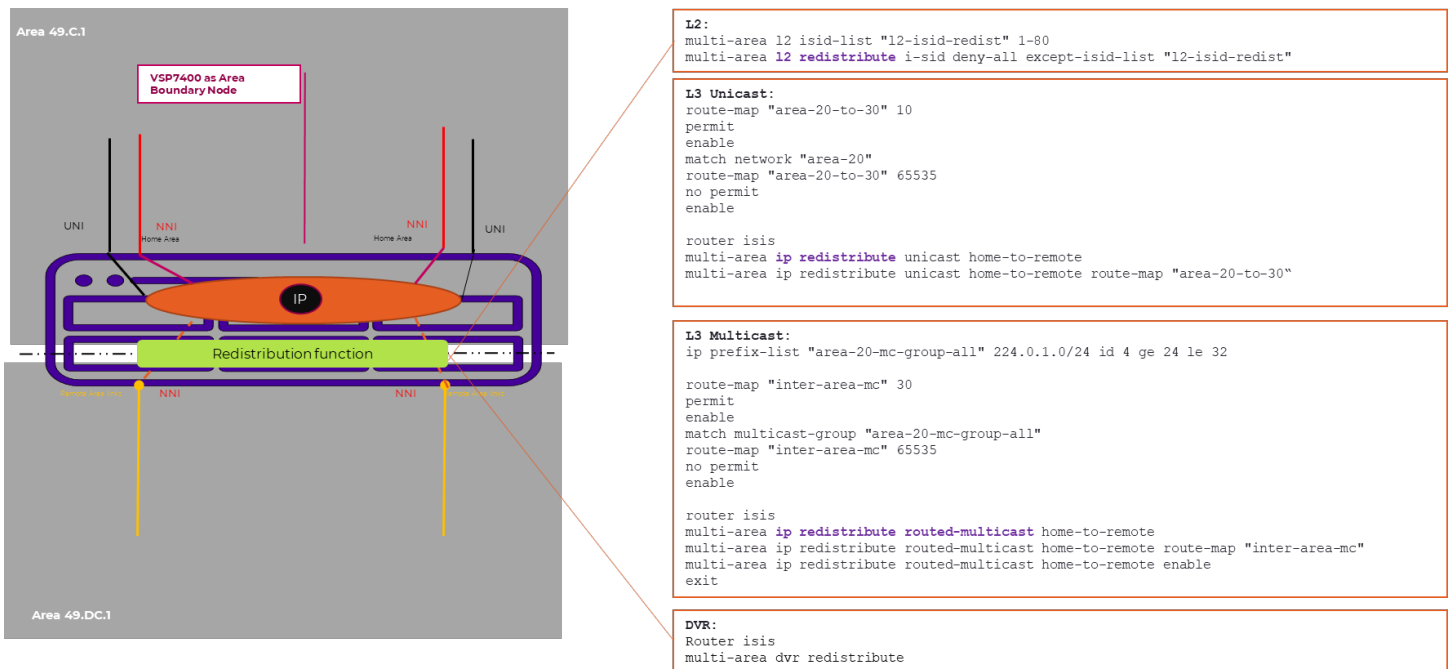 Area 49.C.1
VSP7400 as Area
Boundary Node
UNI
NNI
Home Area
NNI
Home Area
UNI
IP
Redistribution function
NNI
NNI
Area 49.DC.1
L2:
multi-area l2 isid-list "l2-isid-redist" 1-80
multi-area l2 redistribute i-sid deny-all except-isid-list "l2-isid-redist"
L3 Unicast:
route-map "area-20-to-30" 10
permit
enable
match network "area-20"
route-map "area-20-to-30" 65535
no permit
enable
router isis
multi-area ip redistribute unicast home-to-remote
multi-area ip redistribute unicast home-to-remote route-map "area-20-to-30“
L3 Multicast:
ip prefix-list "area-20-mc-group-all" 224.0.1.0/24 id 4 ge 24 le 32
route-map "inter-area-mc" 30
permit
enable
match multicast-group "area-20-mc-group-all"
route-map "inter-area-mc" 65535
no permit
enable
router isis
multi-area ip redistribute routed-multicast home-to-remote
multi-area ip redistribute routed-multicast home-to-remote route-map "inter-area-mc"
multi-area ip redistribute routed-multicast home-to-remote enable
exit
DVR:
Router isis
multi-area dvr redistribute